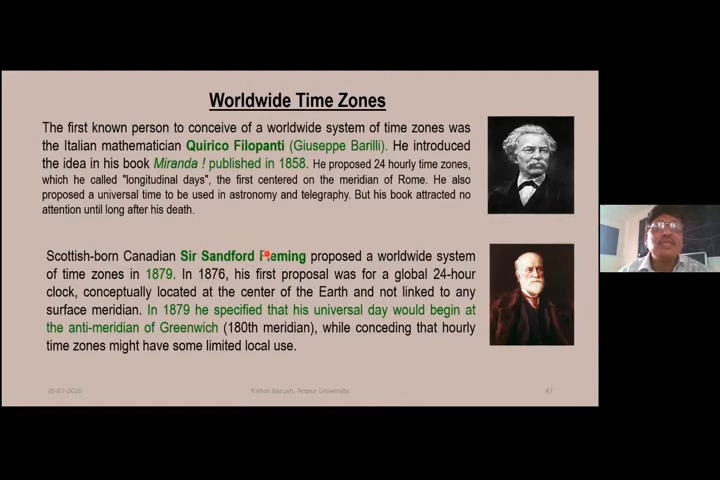 Worldwide Time Zones
The first known person to conceive of a worldwide system of time zones was
the Italian mathematician Quirico Filopanti (Giuseppe Barilli). He introduced
the idea in his book Miranda ! published in 1858. He proposed 24 hourly time zones,
which he called "longitudinal days", the first centered on the meridian of Rome. He also
proposed a universal time to be used in astronomy and telegraphy. But his book attracted no
attention until long after his death.
Scottish-born Canadian Sir Sandford Fleming proposed a worldwide system
of time zones in 1879. In 1876, his first proposal was for a global 24-hour
clock, conceptually located at the center of the Earth and not linked to any
surface meridian. In 1879 he specified that his universal day would begin at
the anti-meridian of Greenwich (180th meridian), while conceding that hourly
time zones might have some limited local use.
Kishor Baruah, Tezpur University
47